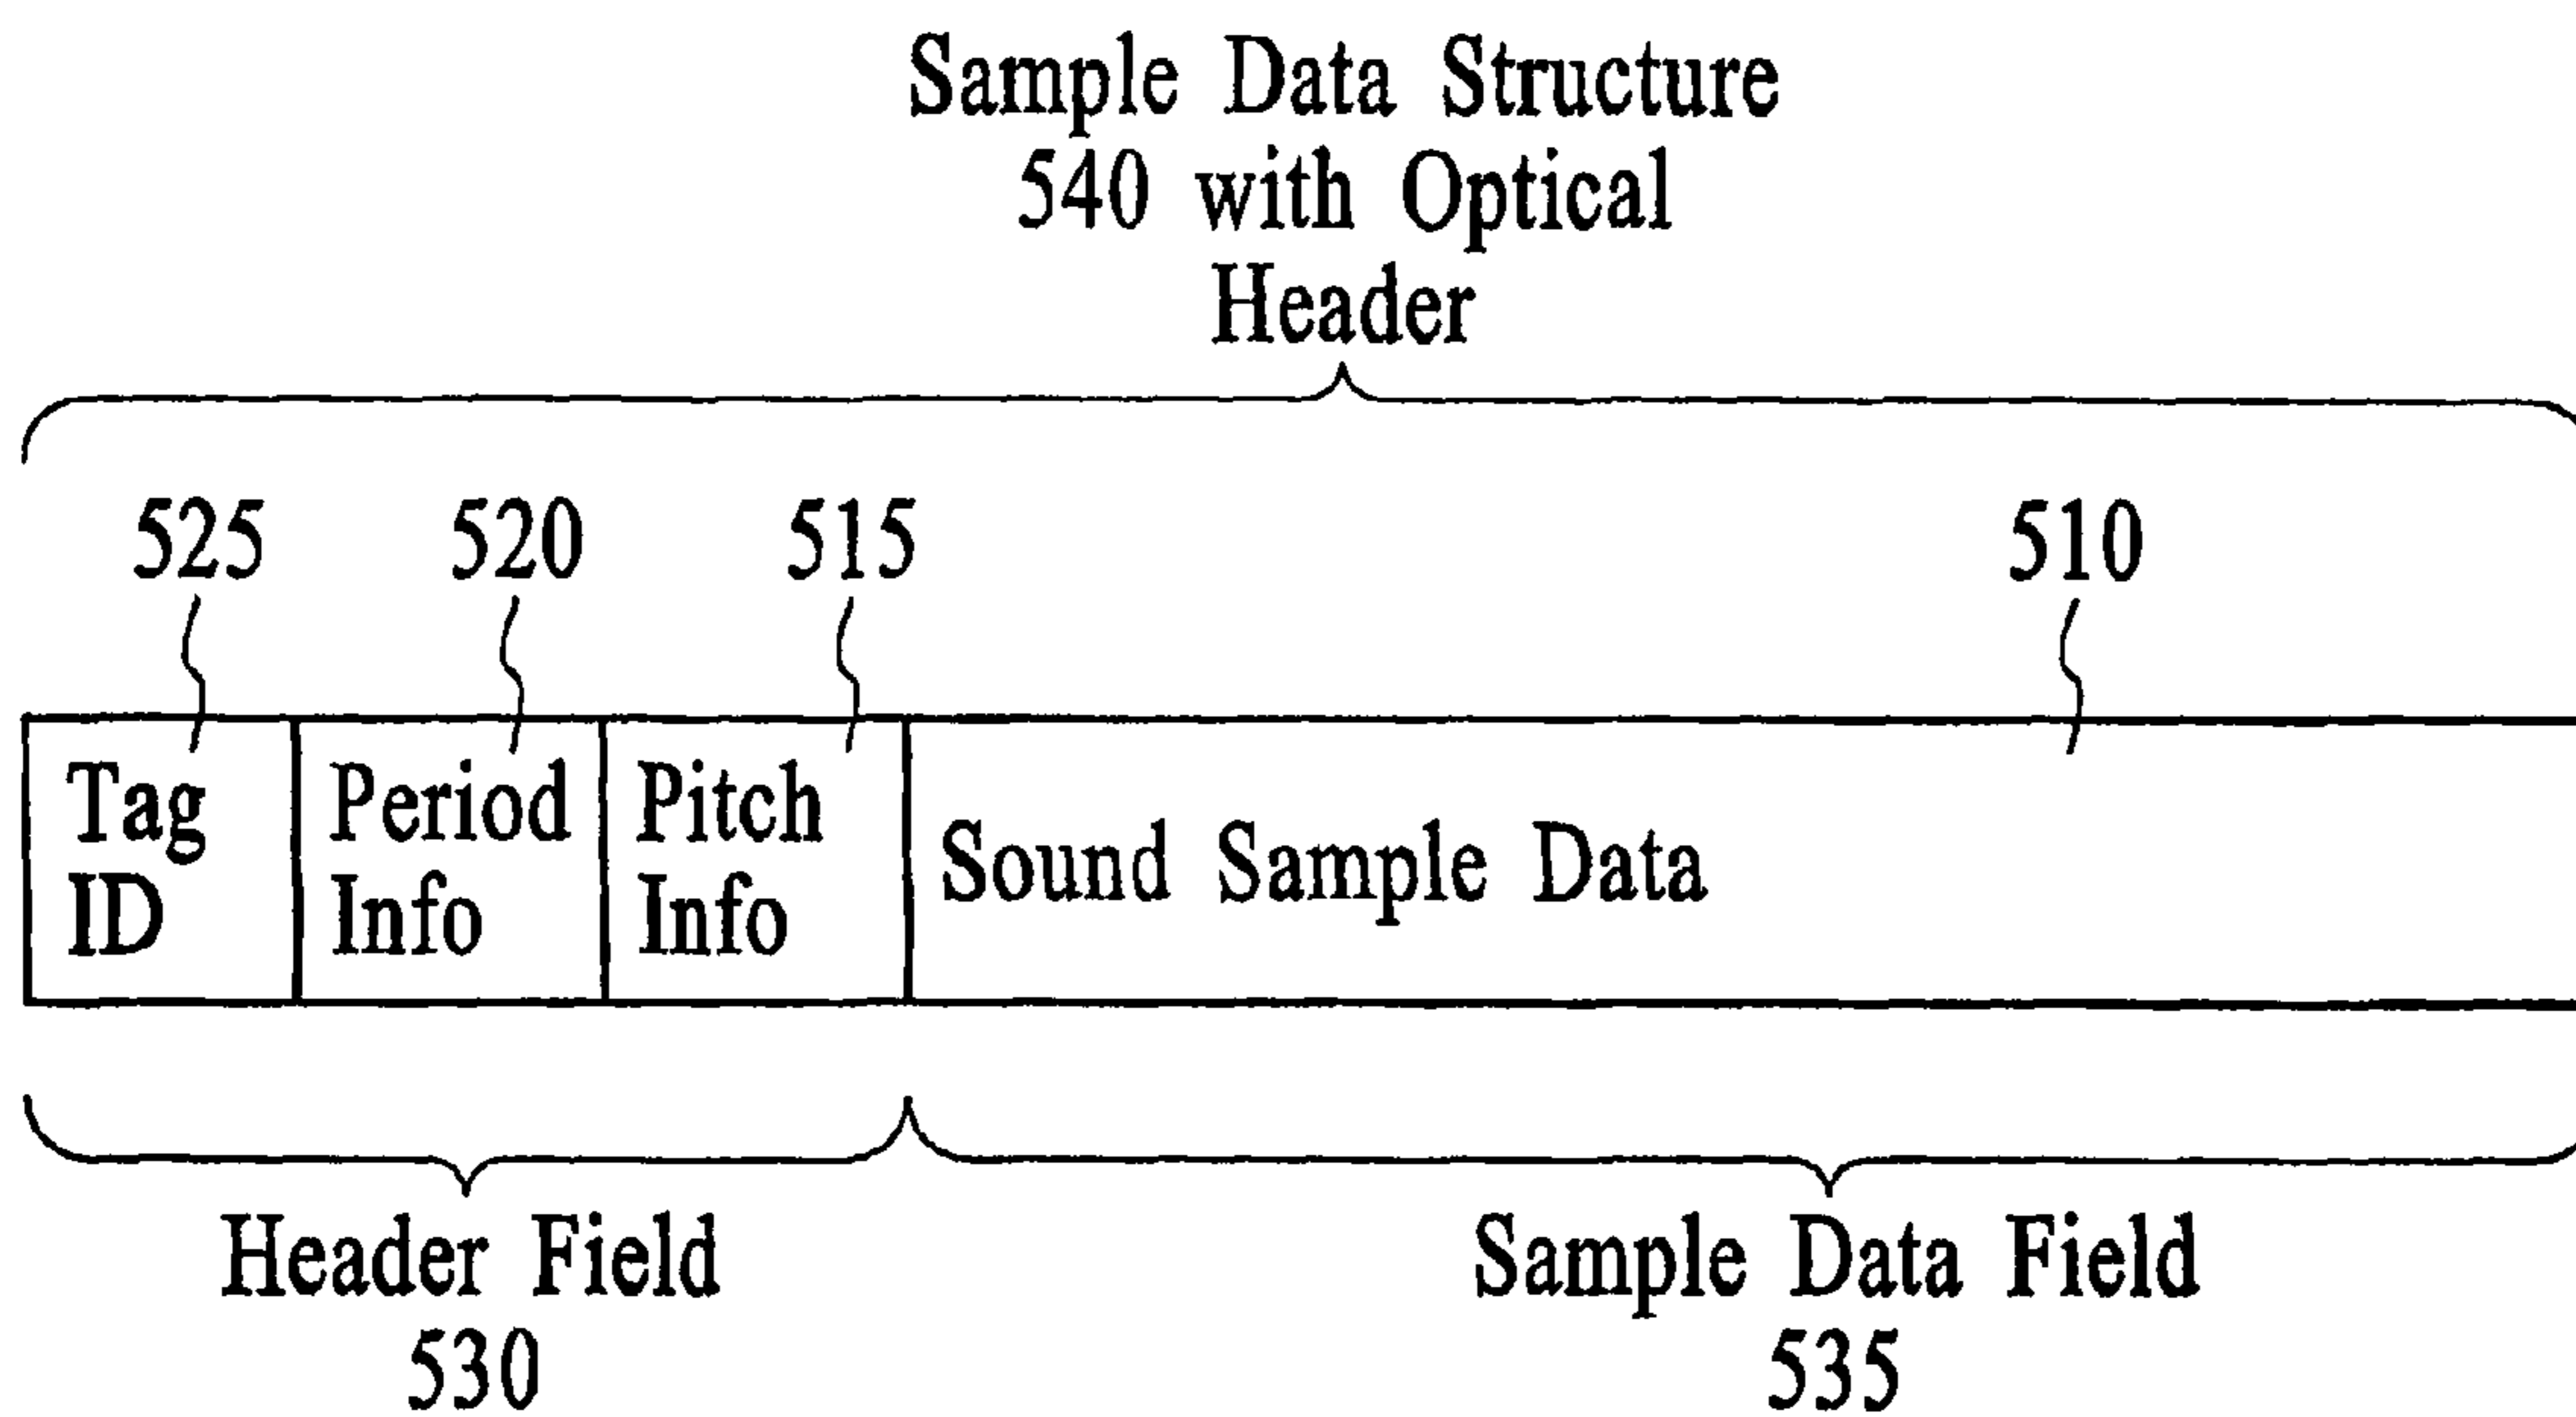 Sample Data Structure
540 with Optical
Header
525 520 515 510
Tag ID
Period Info
Pitch Info
Sound Sample Data
Header Field
530
Sample Data Field
535